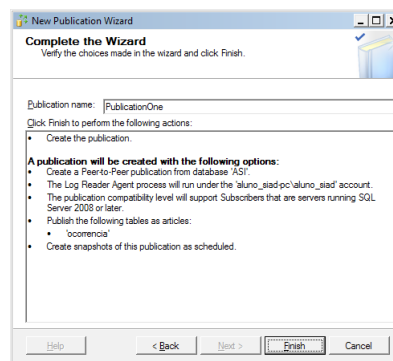 New Publication Wizard
Complete the Wizard
Verify the choices made in the wizard and click Finish.
Publication name: PublicationOne
Click Finish to perform the following actions:
• Create the publication.
A publication will be created with the following options:
• Create a Peer-to-Peer publication from database 'ASI'.
• The Log Reader Agent process will run under the 'aluno_siad-pc\aluno_siad' account.
• The publication compatibility level will support Subscribers that are servers running SQL
Server 2008 or later.
• Publish the following tables as articles:
• 'ocorrencia'
• Create snapshots of this publication as scheduled.
Help < Back Next > Finish Cancel